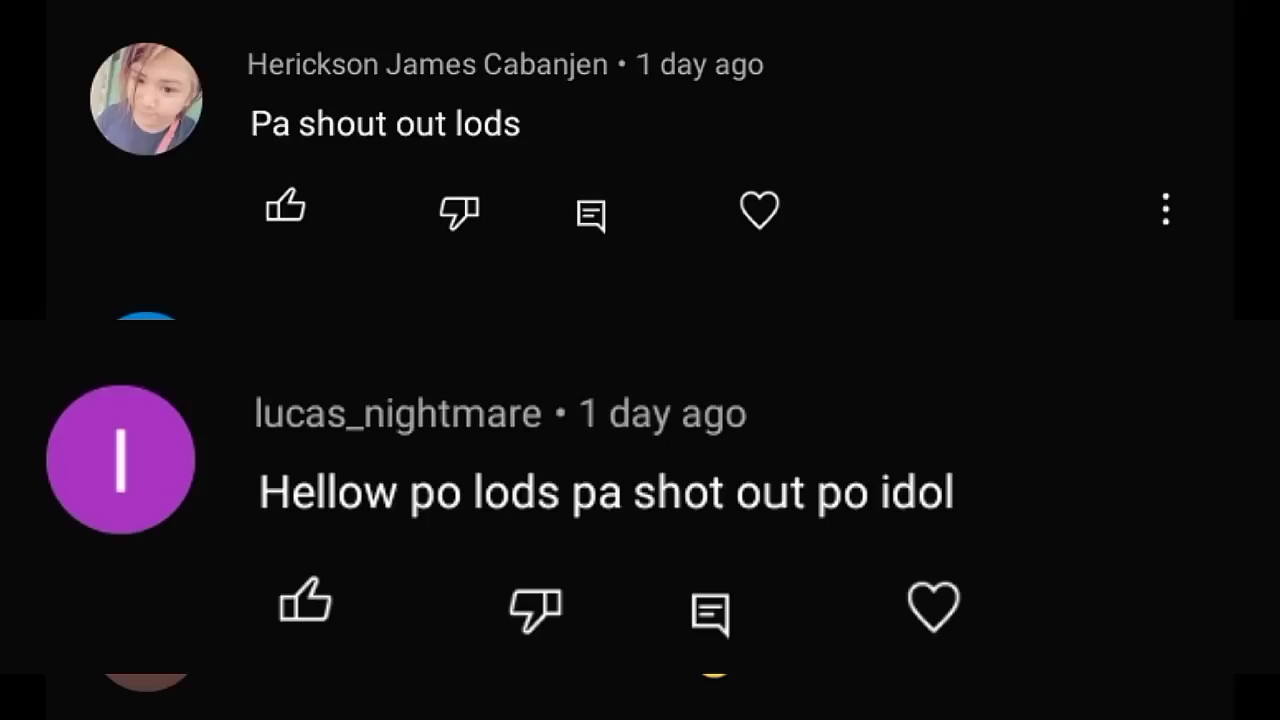 Herickson James Cabanjen • 1 day ago
Pa shout out lods
l
lucas_nightmare • 1 day ago
Hellow po lods pa shot out po idol